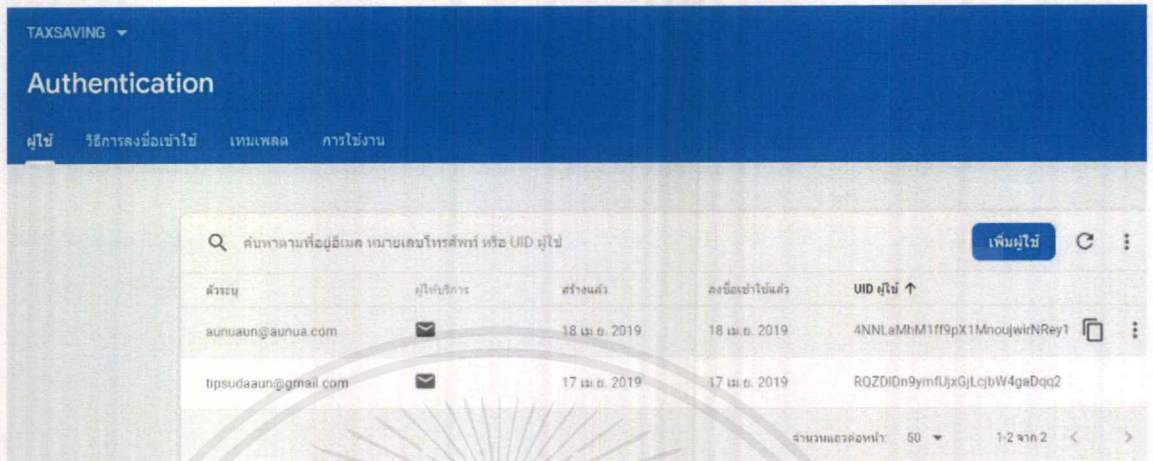 TAXSAVING
Authentication
ผู้ใช้ วิธีการลงชื่อเข้าใช้ เทมเพลต การใช้งาน
ค้นหาตามที่อยู่อีเมล หมายเลขโทรศัพท์ หรือ UID ผู้ใช้ เพิ่มผู้ใช้
ตัวระบุ ผู้ให้บริการ สร้างแล้ว ลงชื่อเข้าใช้แล้ว UID ผู้ใช้ ↑
aunuaun@aunua.com 18 เม.ย. 2019 18 เม.ย. 2019 4NNLaMhM1ff9pX1MnoujwirNRey1
tipsudaaun@gmail.com 17 เม.ย. 2019 17 เม.ย. 2019 RQZDIDn9ymfUjxGjLcjbW4gaDqq2
จำนวนแถวต่อหน้า: 50 1-2 จาก 2